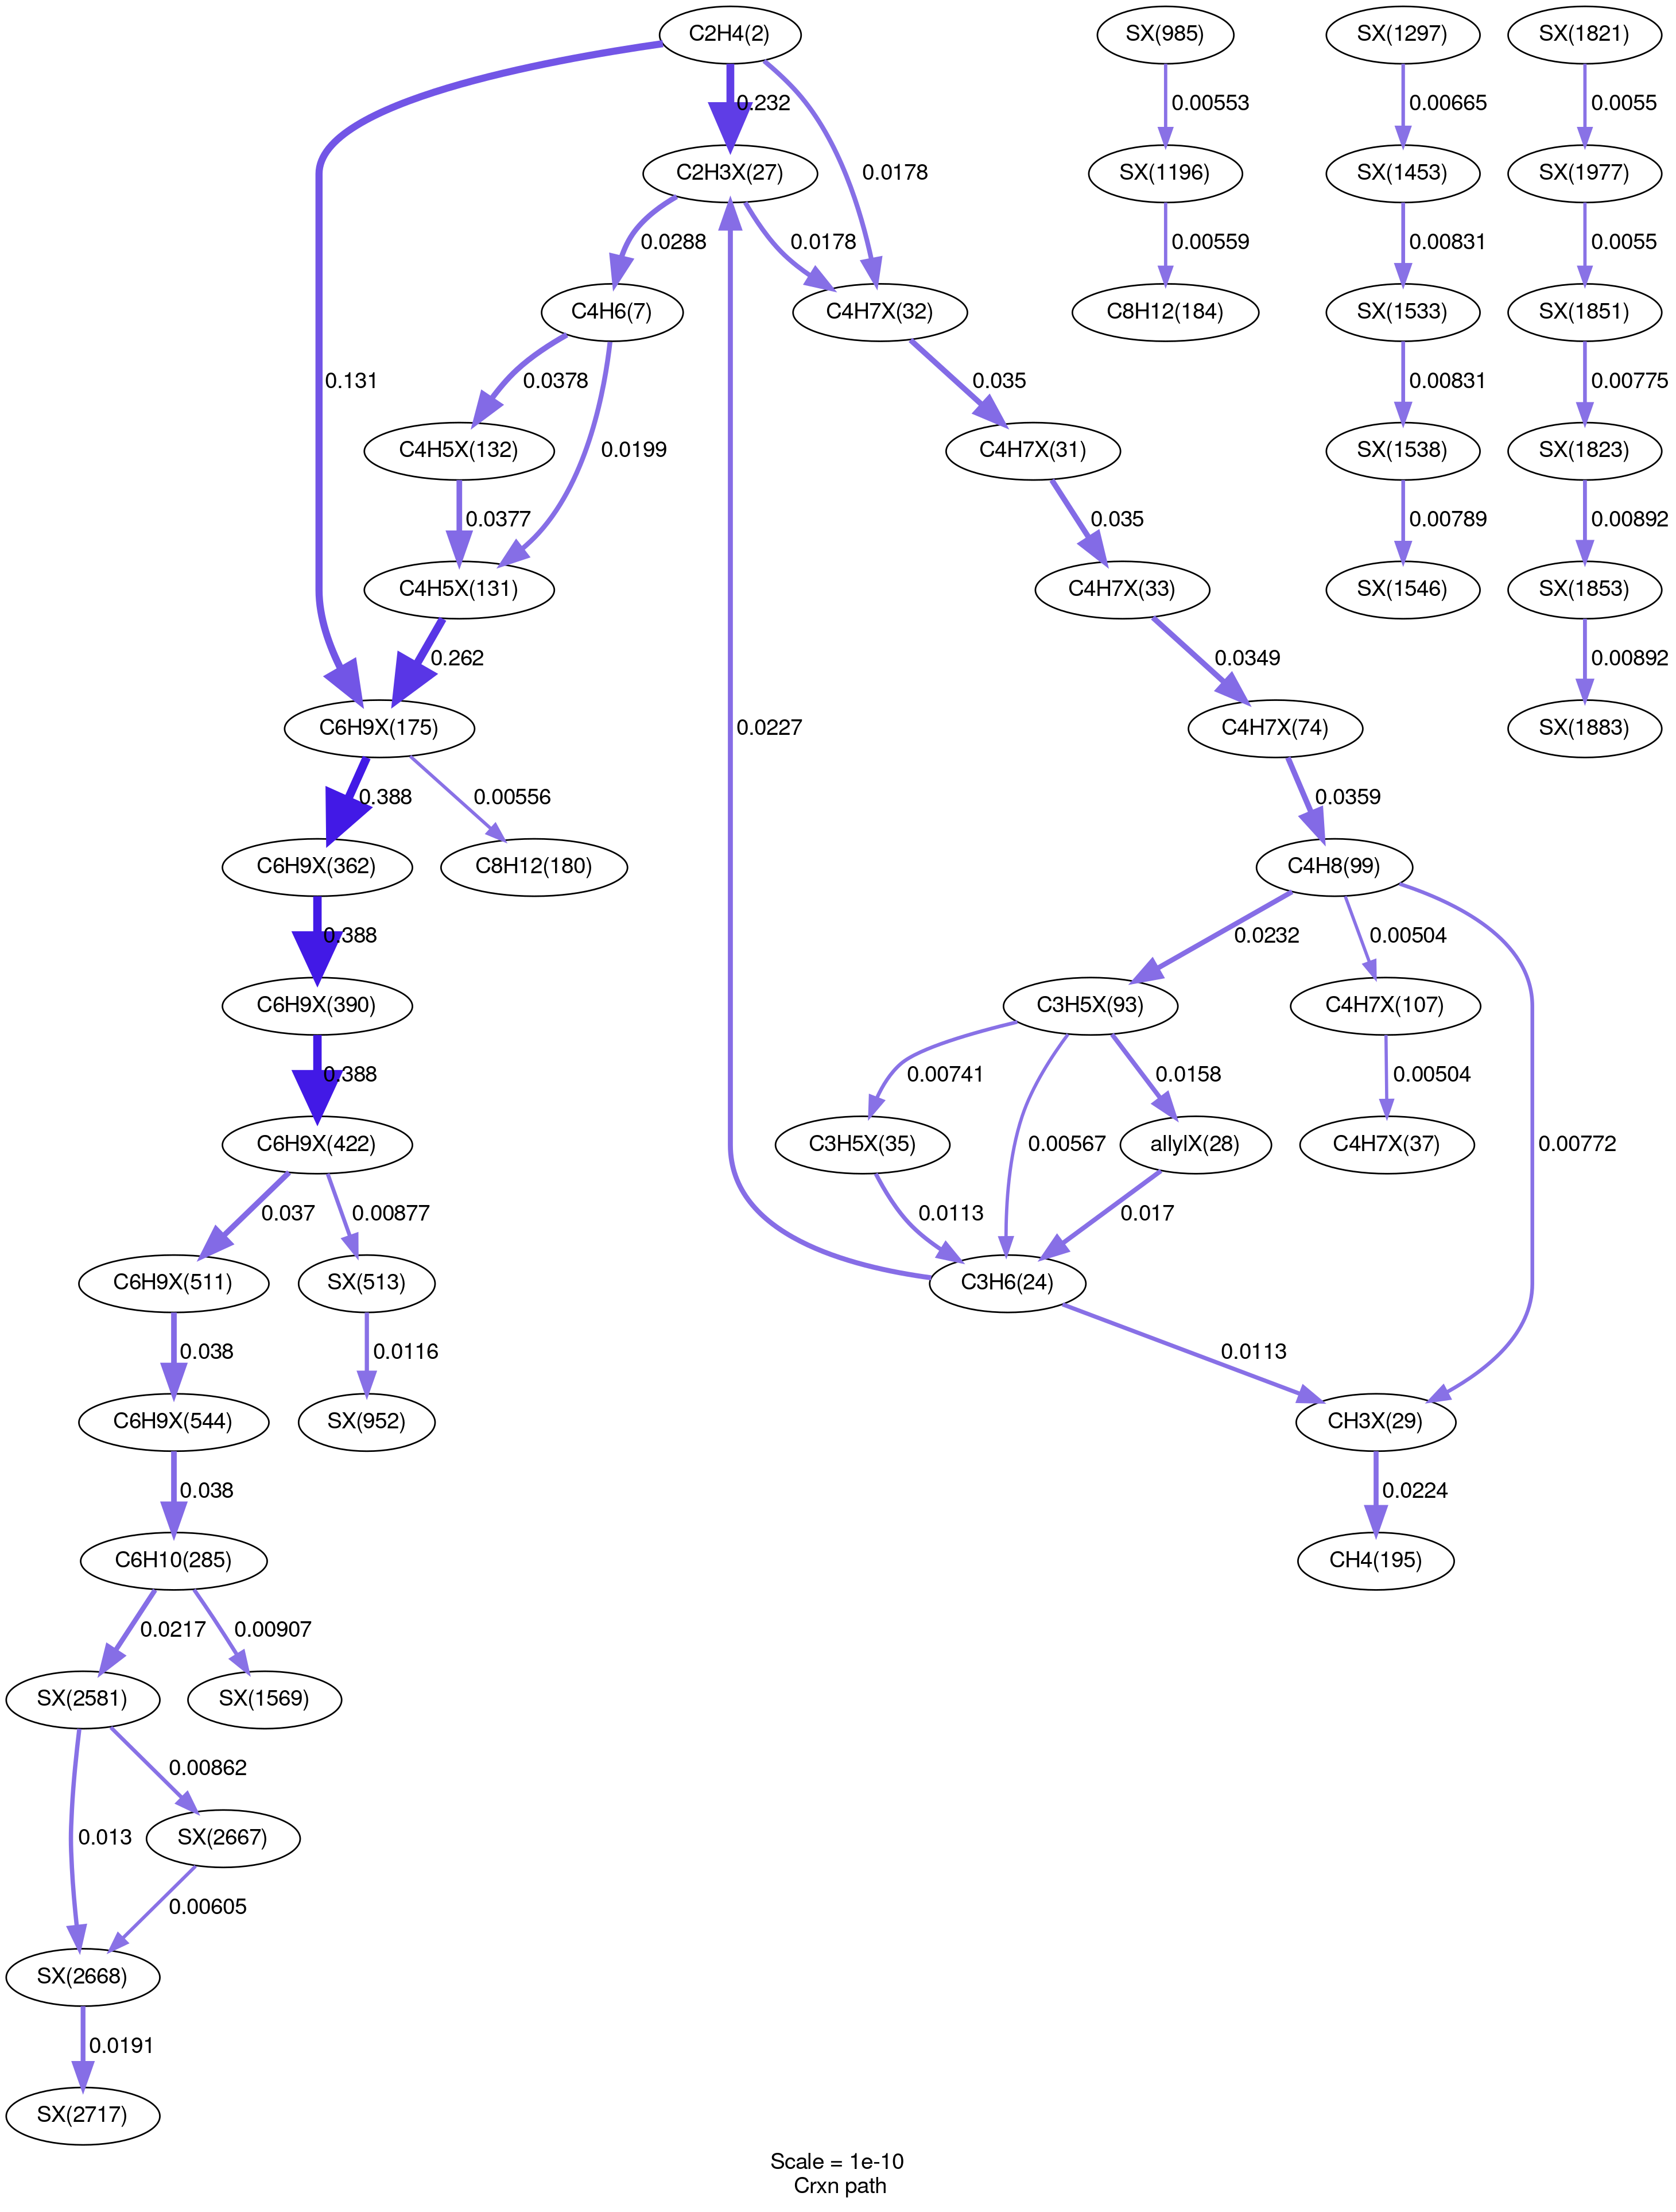 C2H4(2)
SX(985)
SX(1297)
SX(1821)
0.232
0.00553
0.00665
0.0055
C2H3X(27)
0.0178
SX(1196)
SX(1453)
SX(1977)
0.0288
0.0178
0.00559
0.00831
0.0055
C4H6(7)
C4H7X(32)
C8H12(184)
SX(1533)
SX(1851)
0.131
0.0378
0.035
0.00831
0.00775
C4H5X(132)
0.0199
C4H7X(31)
SX(1538)
SX(1823)
0.0377
0.035
0.00789
0.00892
C4H5X(131)
C4H7X(33)
SX(1546)
SX(1853)
0.262
0.0349
0.00892
C6H9X(175)
0.0227
C4H7X(74)
SX(1883)
0.388
0.00556
0.0359
C6H9X(362)
C8H12(180)
C4H8(99)
0.388
0.0232
0.00504
C6H9X(390)
C3H5X(93)
C4H7X(107)
0.388
0.00741
0.0158
0.00504
C6H9X(422)
C3H5X(35)
0.00567
allylX(28)
C4H7X(37)
0.00772
0.037
0.00877
0.0113
0.017
C6H9X(511)
SX(513)
C3H6(24)
0.038
0.0116
0.0113
C6H9X(544)
SX(952)
CH3X(29)
0.038
0.0224
C6H10(285)
CH4(195)
0.0217
0.00907
SX(2581)
SX(1569)
0.00862
0.013
SX(2667)
0.00605
SX(2668)
0.0191
SX(2717)
Scale = 1e-10
Crxn path